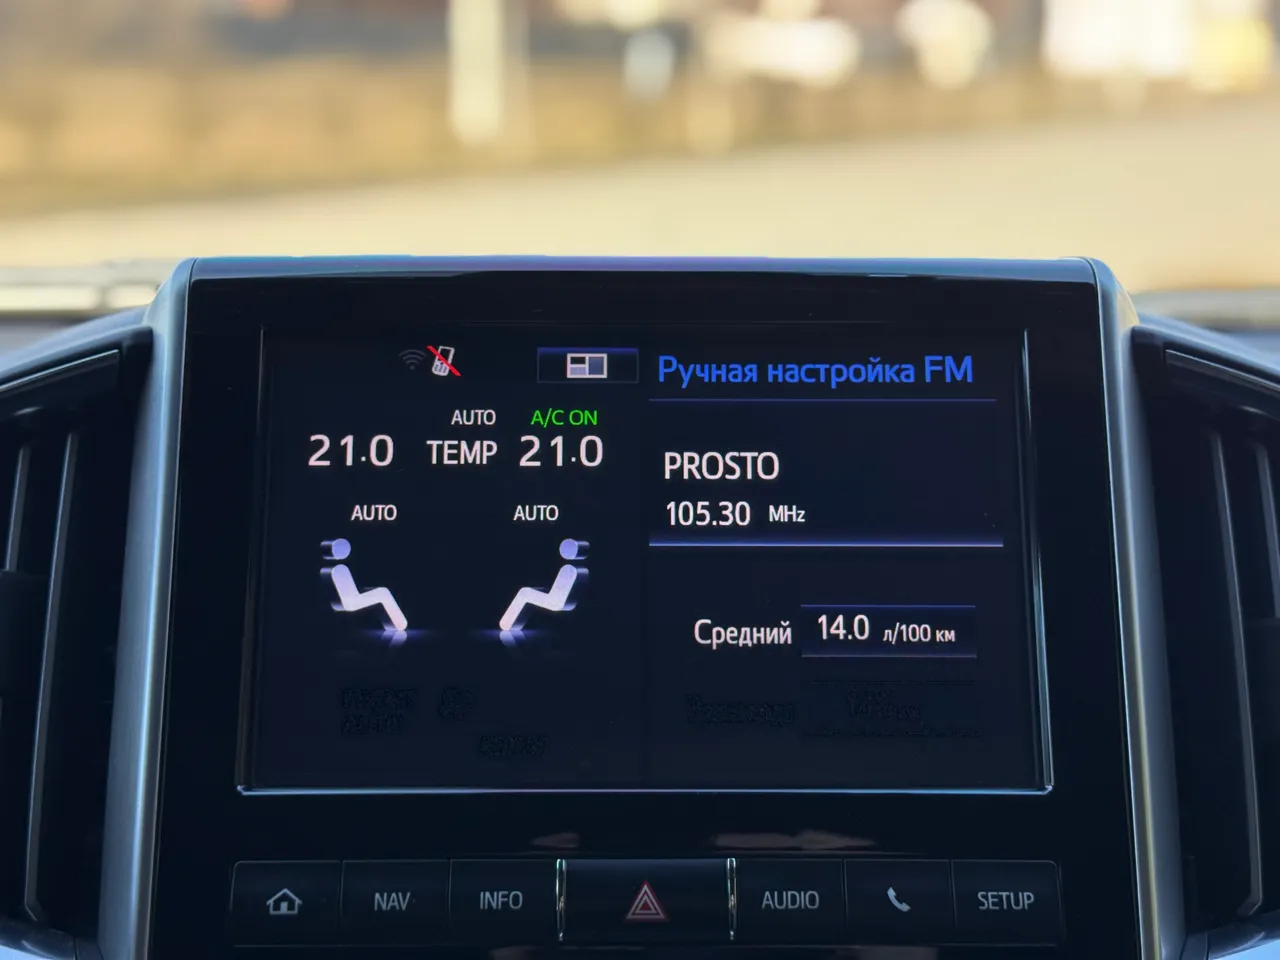 AUTO A/C ON
21.0 TEMP 21.0
AUTO AUTO
Ручная настройка FM
PROSTO
105.30 MHz
Средний 14.0 л/100 км
NAV INFO AUDIO SETUP